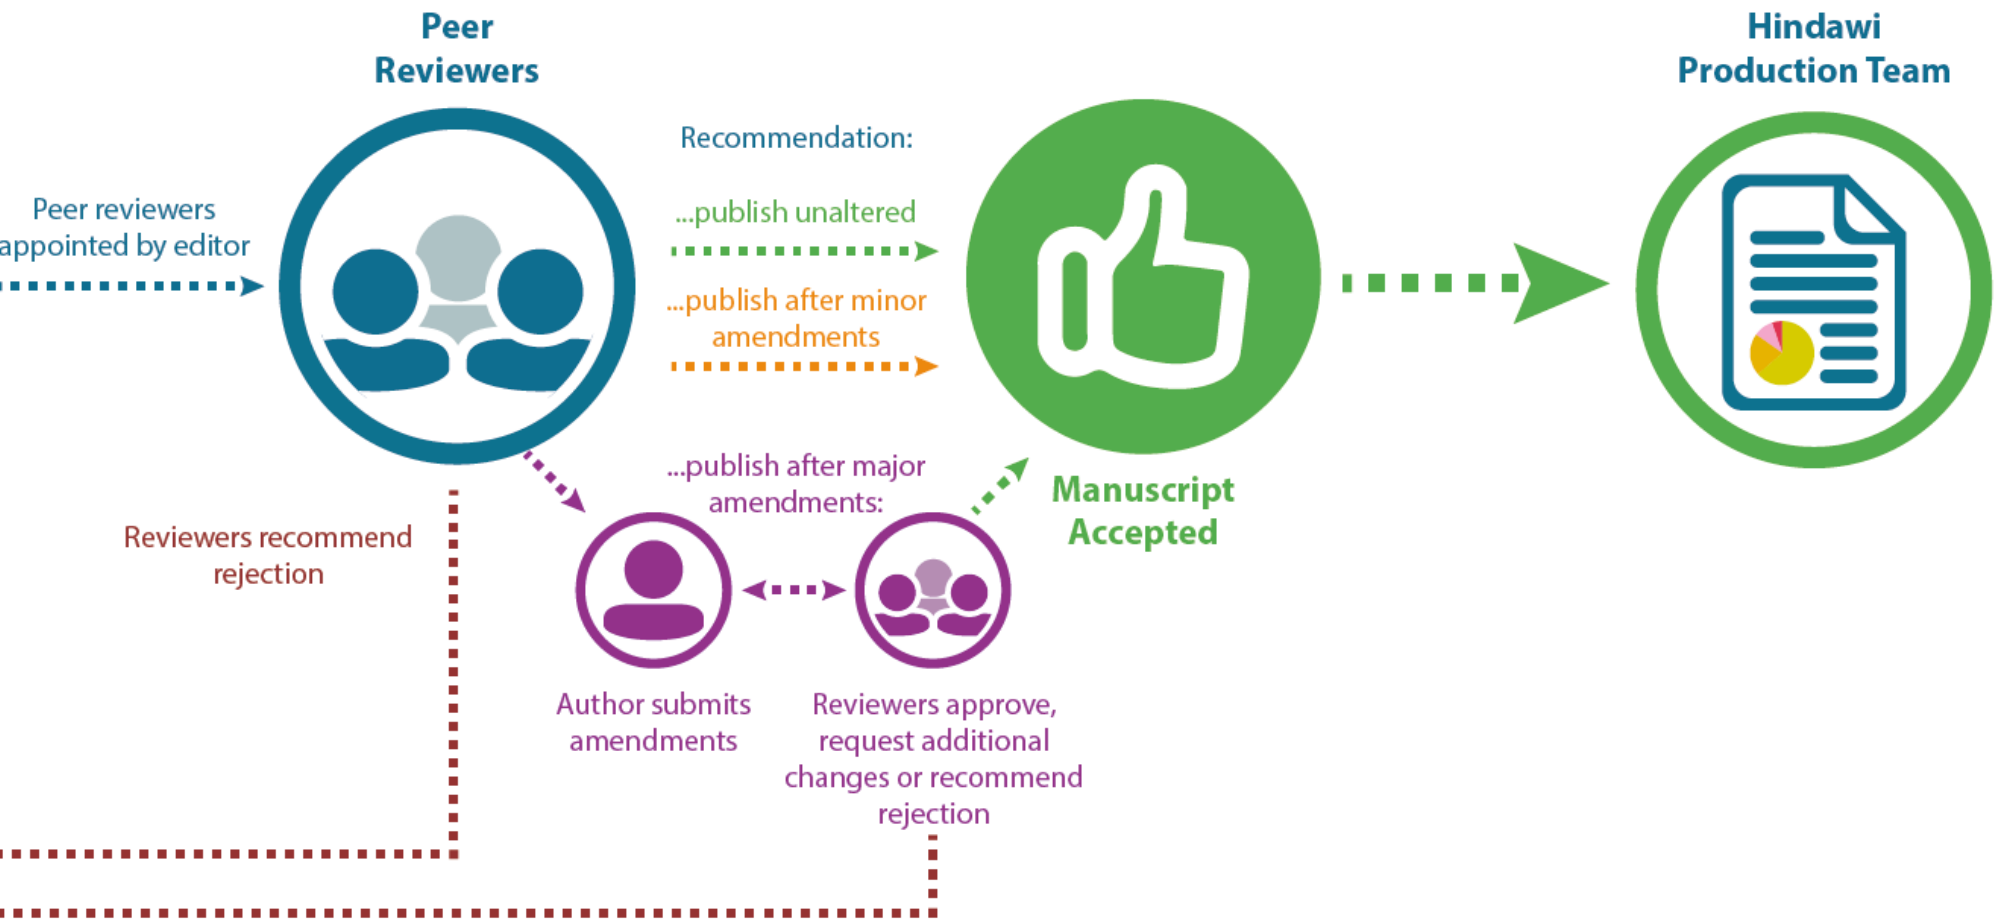 Peer
Reviewers
Hindawi
Production Team
Peer reviewers
appointed by editor
Recommendation:
...publish unaltered
...publish after minor
amendments
...publish after major
amendments:
Manuscript
Accepted
Reviewers recommend
rejection
Author submits
amendments
Reviewers approve,
request additional
changes or recommend
rejection